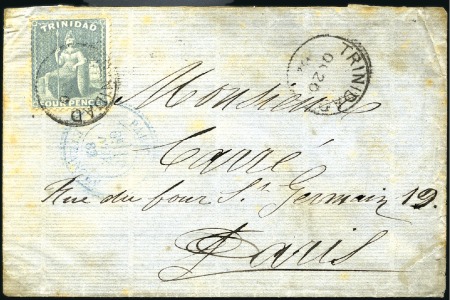 TRINIDAD
FOUR PENCE
TRINIDAD
Monsieur
Carré
Rue du four St Germain 19.
Paris